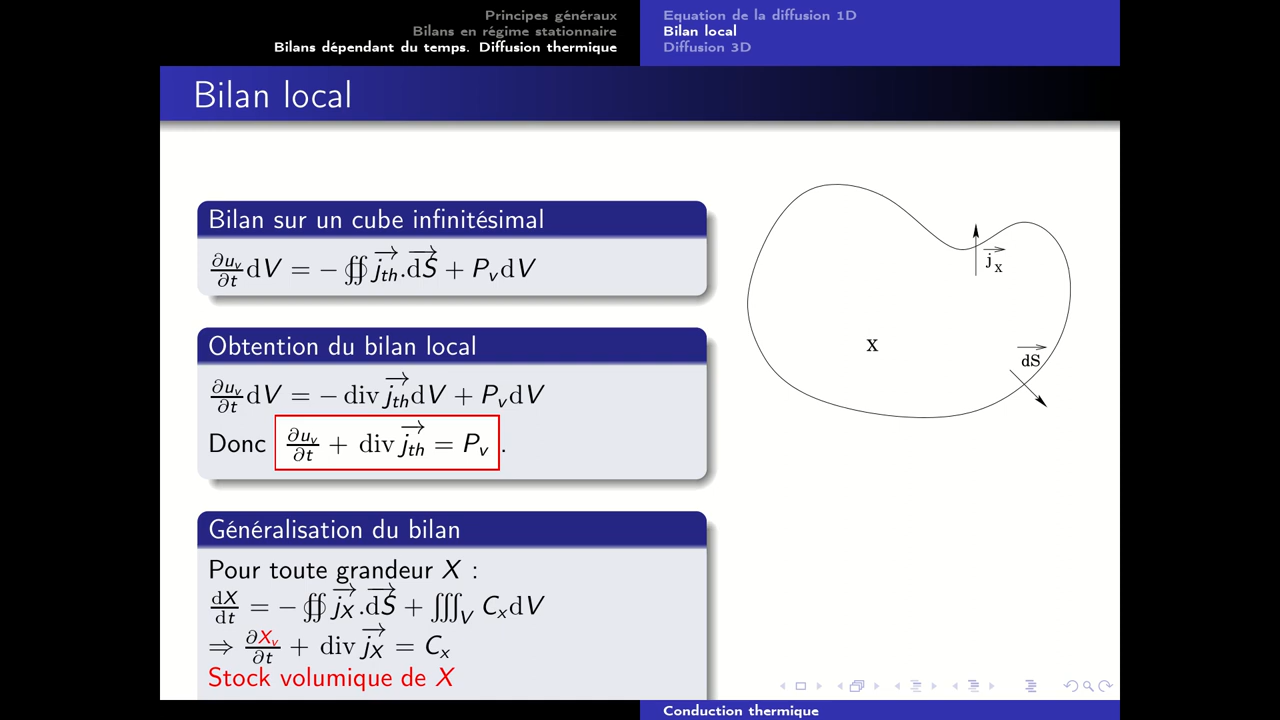 Principes généraux
Bilans en régime stationnaire
Bilans dépendant du temps. Diffusion thermique
Equation de la diffusion 1D
Bilan local
Diffusion 3D
Bilan local
Bilan sur un cube infinitésimal
∂u_v/∂t dV = − ∯ j_th⃗ . dS⃗ + P_v dV
Obtention du bilan local
∂u_v/∂t dV = − div j_th⃗ dV + P_v dV
Donc ∂u_v/∂t + div j_th⃗ = P_v .
Généralisation du bilan
Pour toute grandeur X :
dX/dt = − ∯ j_X⃗ . dS⃗ + ∭_V C_x dV
⇒ ∂X_v/∂t + div j_X⃗ = C_x
Stock volumique de X
j_x⃗
x
dS⃗
Conduction thermique